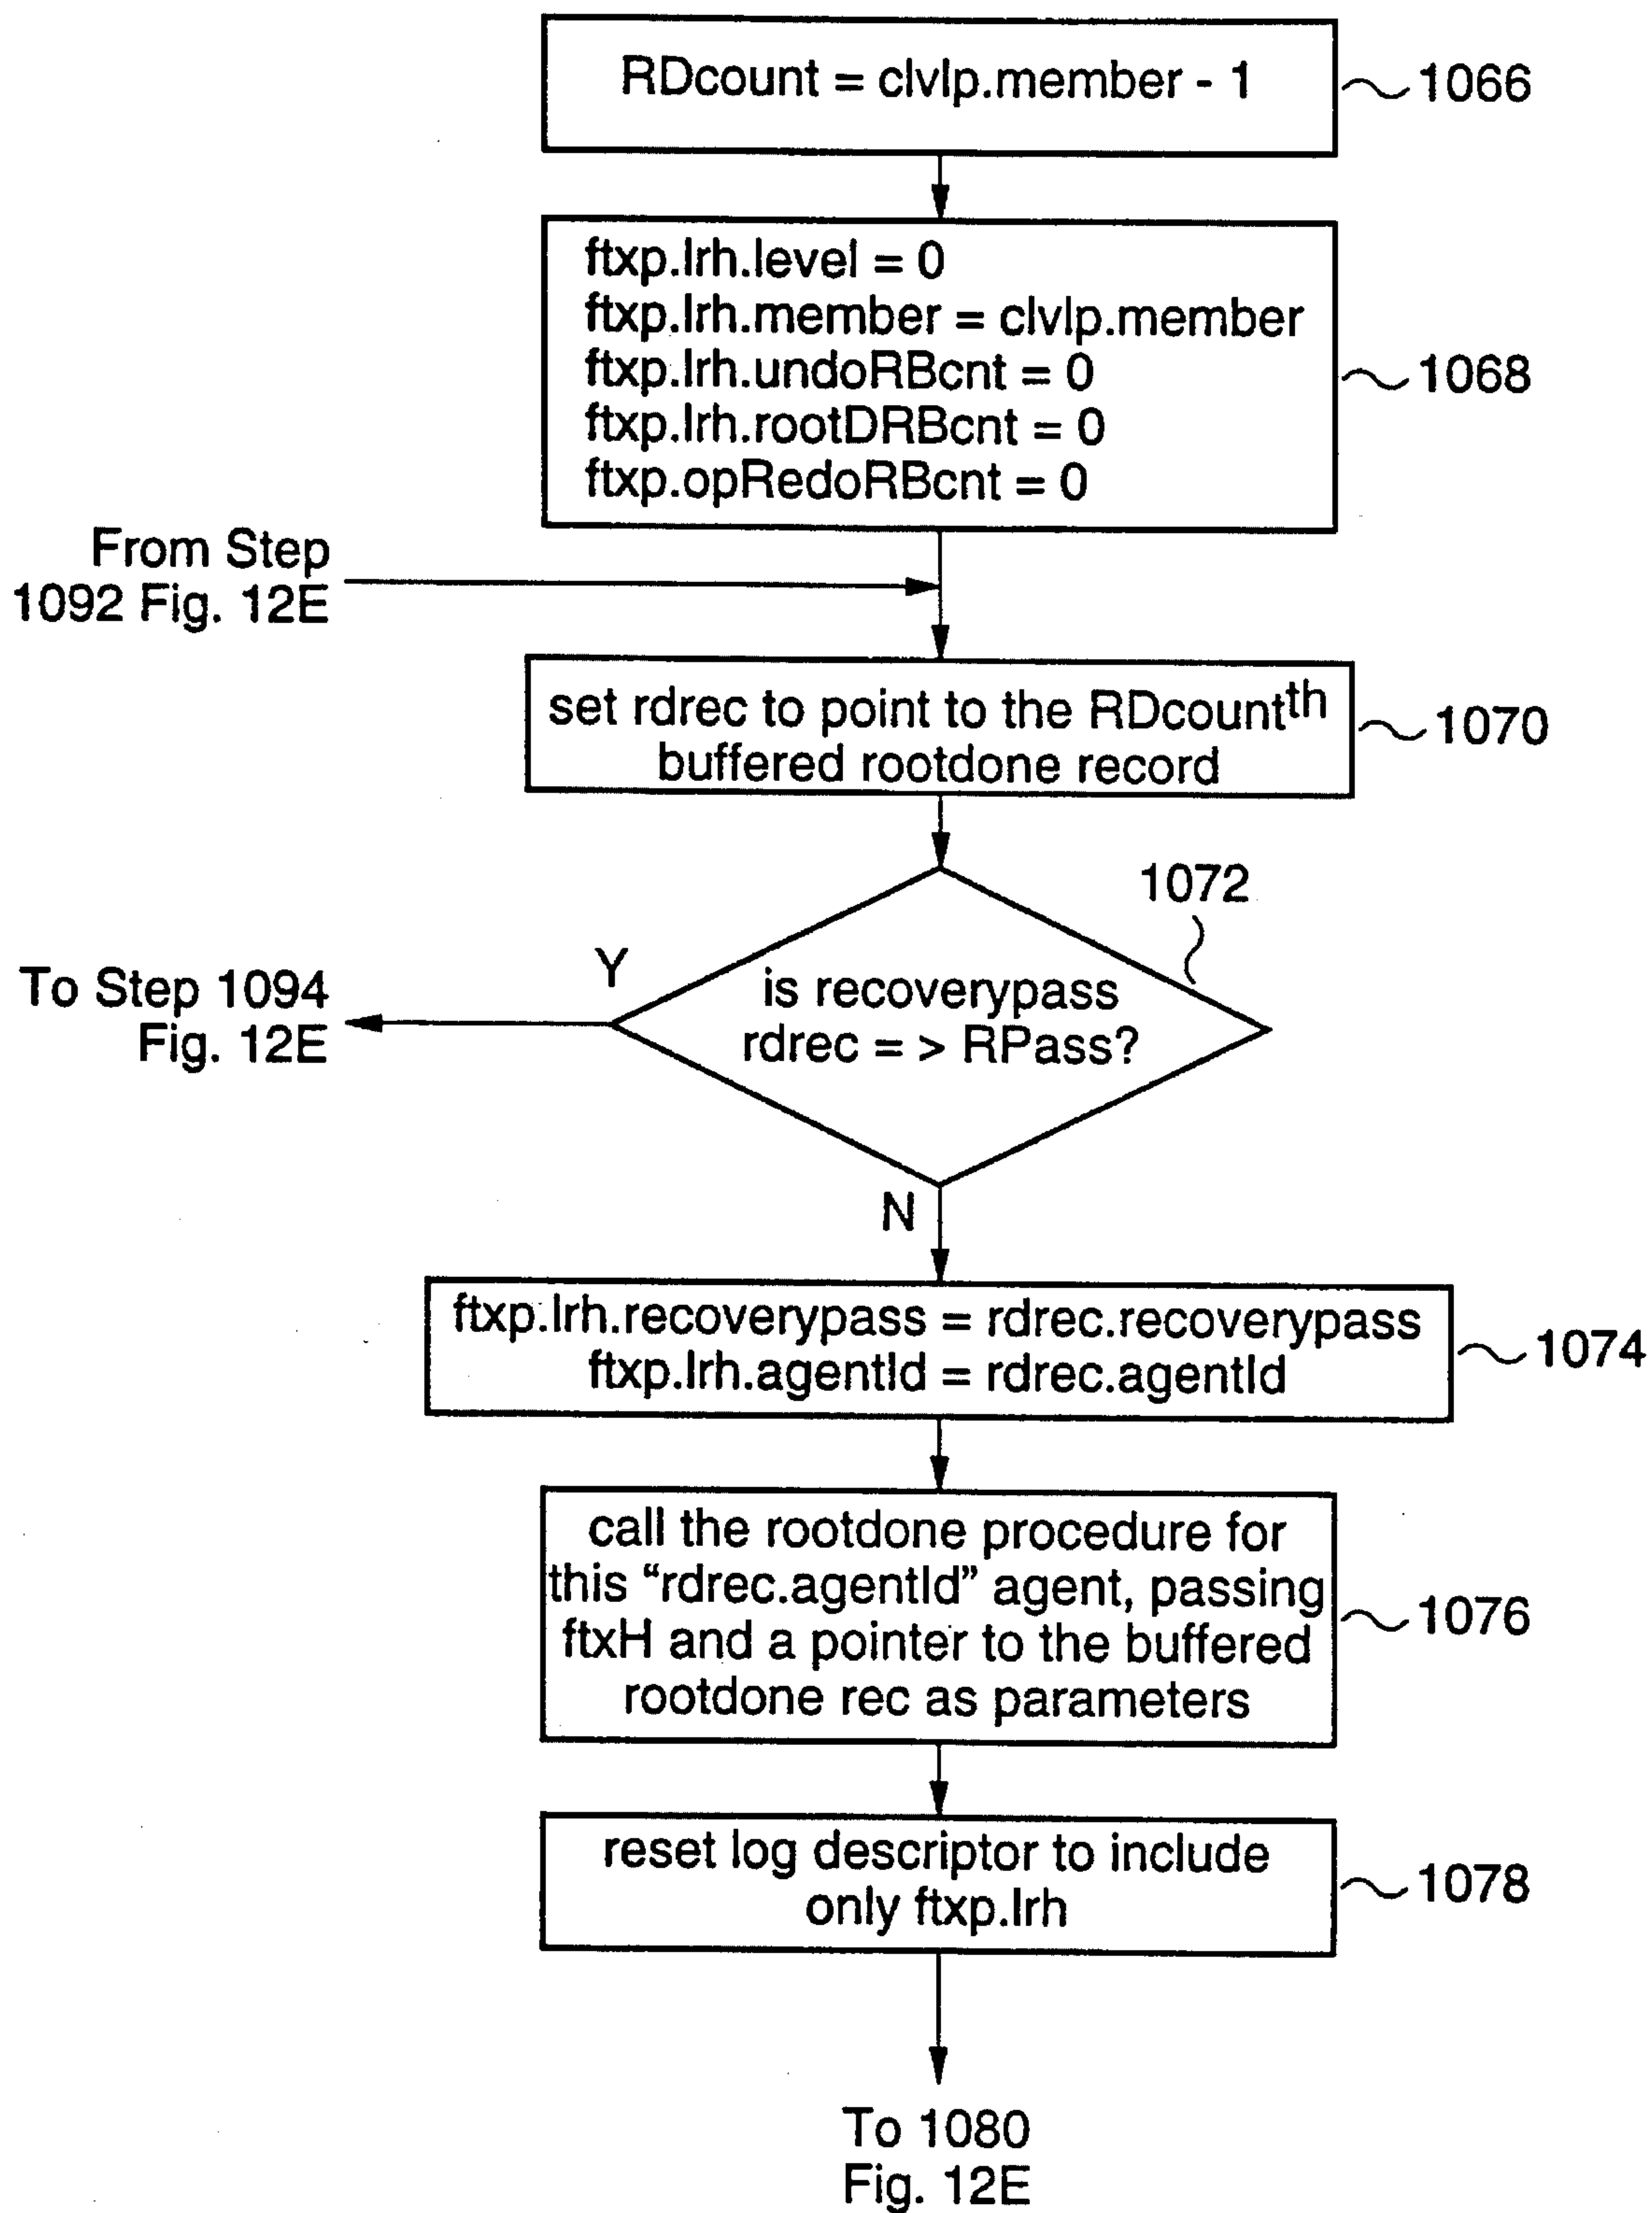 RDcount = clvlp.member - 1
1066
ftxp.lrh.level = 0
ftxp.lrh.member = clvlp.member
ftxp.lrh.undoRBcnt = 0
ftxp.lrh.rootDRBcnt = 0
ftxp.opRedoRBcnt = 0
1068
From Step
1092 Fig. 12E
set rdrec to point to the RDcountth
buffered rootdone record
1070
1072
is recoverypass
rdrec = > RPass?
Y
To Step 1094
Fig. 12E
N
ftxp.lrh.recoverypass = rdrec.recoverypass
ftxp.lrh.agentId = rdrec.agentId
1074
call the rootdone procedure for
this “rdrec.agentId” agent, passing
ftxH and a pointer to the buffered
rootdone rec as parameters
1076
reset log descriptor to include
only ftxp.lrh
1078
To 1080
Fig. 12E